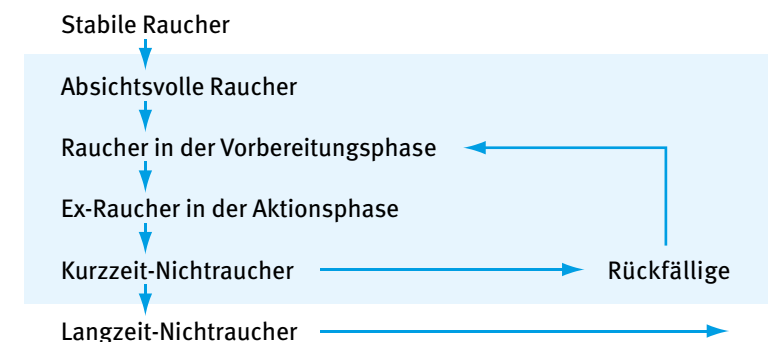 Stabile Raucher
Absichtsvolle Raucher
Raucher in der Vorbereitungsphase
Ex-Raucher in der Aktionsphase
Kurzzeit-Nichtraucher Rückfällige
Langzeit-Nichtraucher